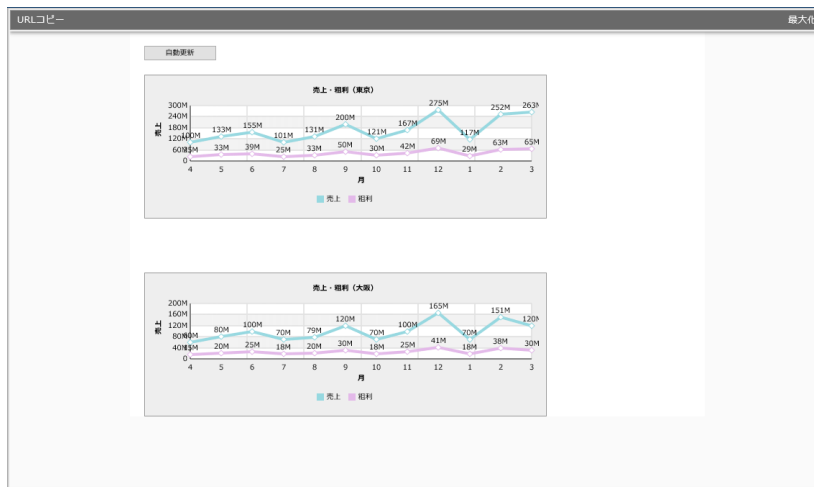 URLコピー 最大化
自動更新
売上・粗利（東京）
売上
300M
240M
180M
120M
60M
0
100M 133M 155M 101M 131M 200M 121M 167M 275M 117M 252M 263M
25M 33M 39M 25M 33M 50M 30M 42M 69M 29M 63M 65M
4 5 6 7 8 9 10 11 12 1 2 3
月
売上 粗利
売上・粗利（大阪）
売上
200M
160M
120M
80M
40M
0
60M 80M 100M 70M 79M 120M 70M 100M 165M 70M 151M 120M
15M 20M 25M 18M 20M 30M 18M 25M 41M 18M 38M 30M
4 5 6 7 8 9 10 11 12 1 2 3
月
売上 粗利